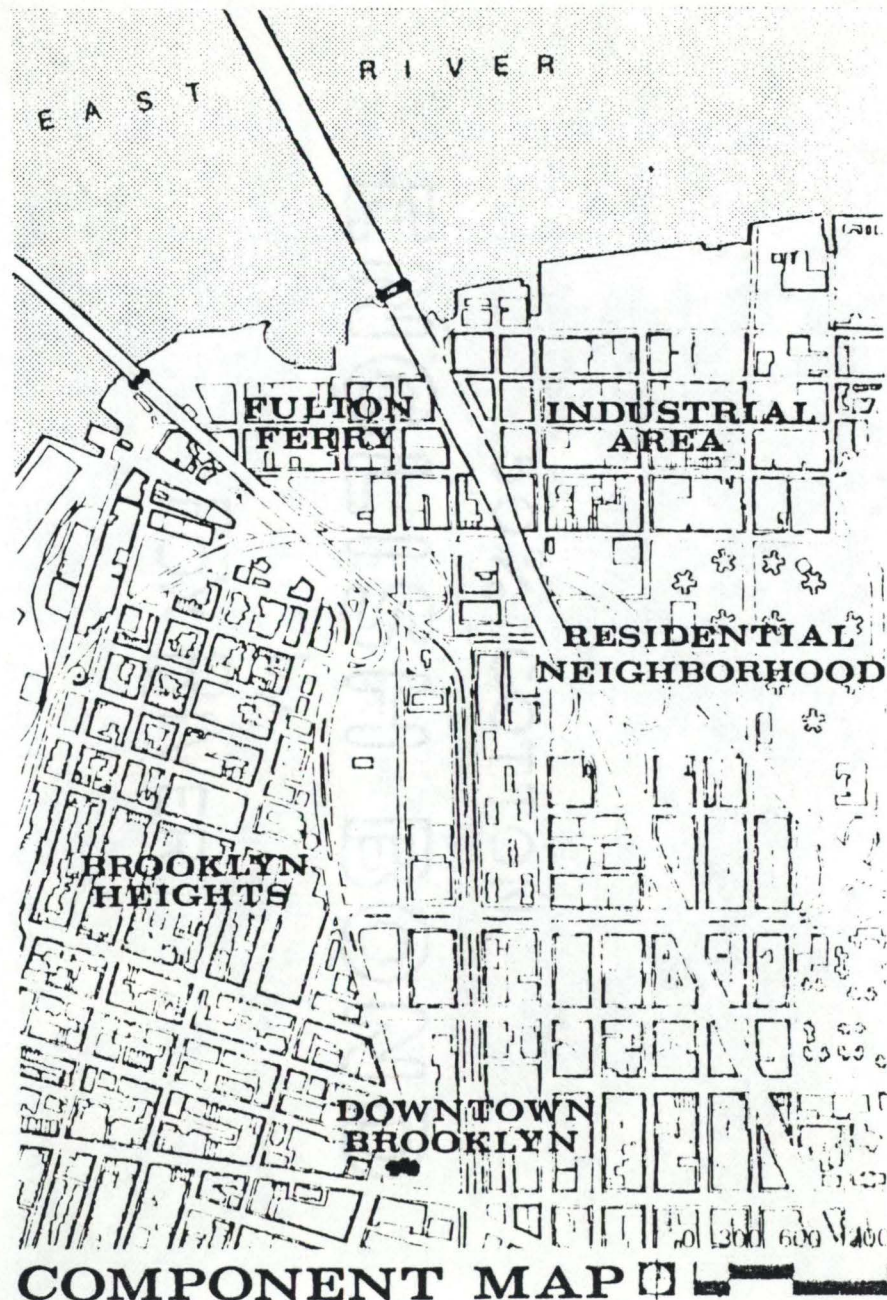 EAST RIVER
FULTON
FERRY
INDUSTRIAL
AREA
RESIDENTIAL
NEIGHBORHOOD
BROOKLYN
HEIGHTS
DOWNTOWN
BROOKLYN
0 300 600
COMPONENT MAP